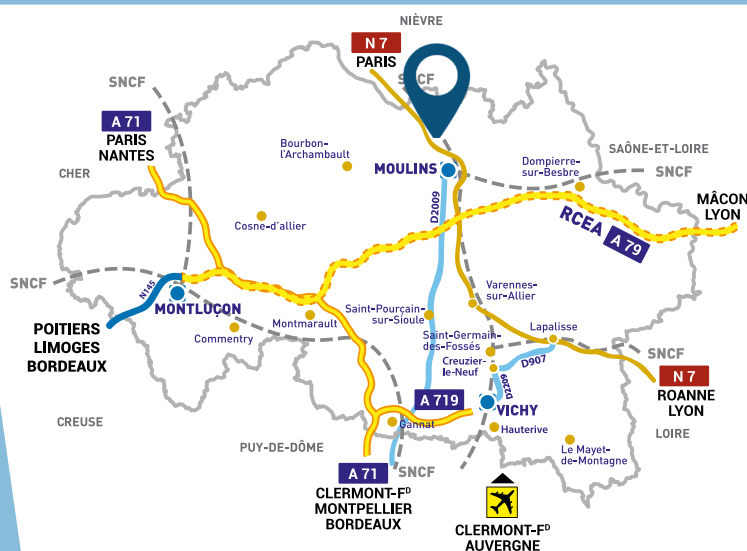 NIÈVRE
N 7
PARIS
SNCF
SNCF
A 71
PARIS
NANTES
Bourbon-
l'Archambault
MOULINS
Dompierre-
sur-Besbre
SAÔNE-ET-LOIRE
SNCF
CHER
D2009
MÂCON
LYON
RCEA
A 79
Cosne-d'allier
SNCF
N145
MONTLUÇON
Varennes-
sur-Allier
POITIERS
LIMOGES
BORDEAUX
Commentry
Montmarault
Saint-Pourçain-
sur-Sioule
Saint-Germain-
des-Fossés
Lapalisse
Creuzier-
le-Neuf
D907
SNCF
D2209
N 7
ROANNE
LYON
A 719
VICHY
CREUSE
Gannat
Hauterive
LOIRE
PUY-DE-DÔME
Le Mayet-
de-Montagne
A 71
SNCF
CLERMONT-FD
MONTPELLIER
BORDEAUX
CLERMONT-FD
AUVERGNE